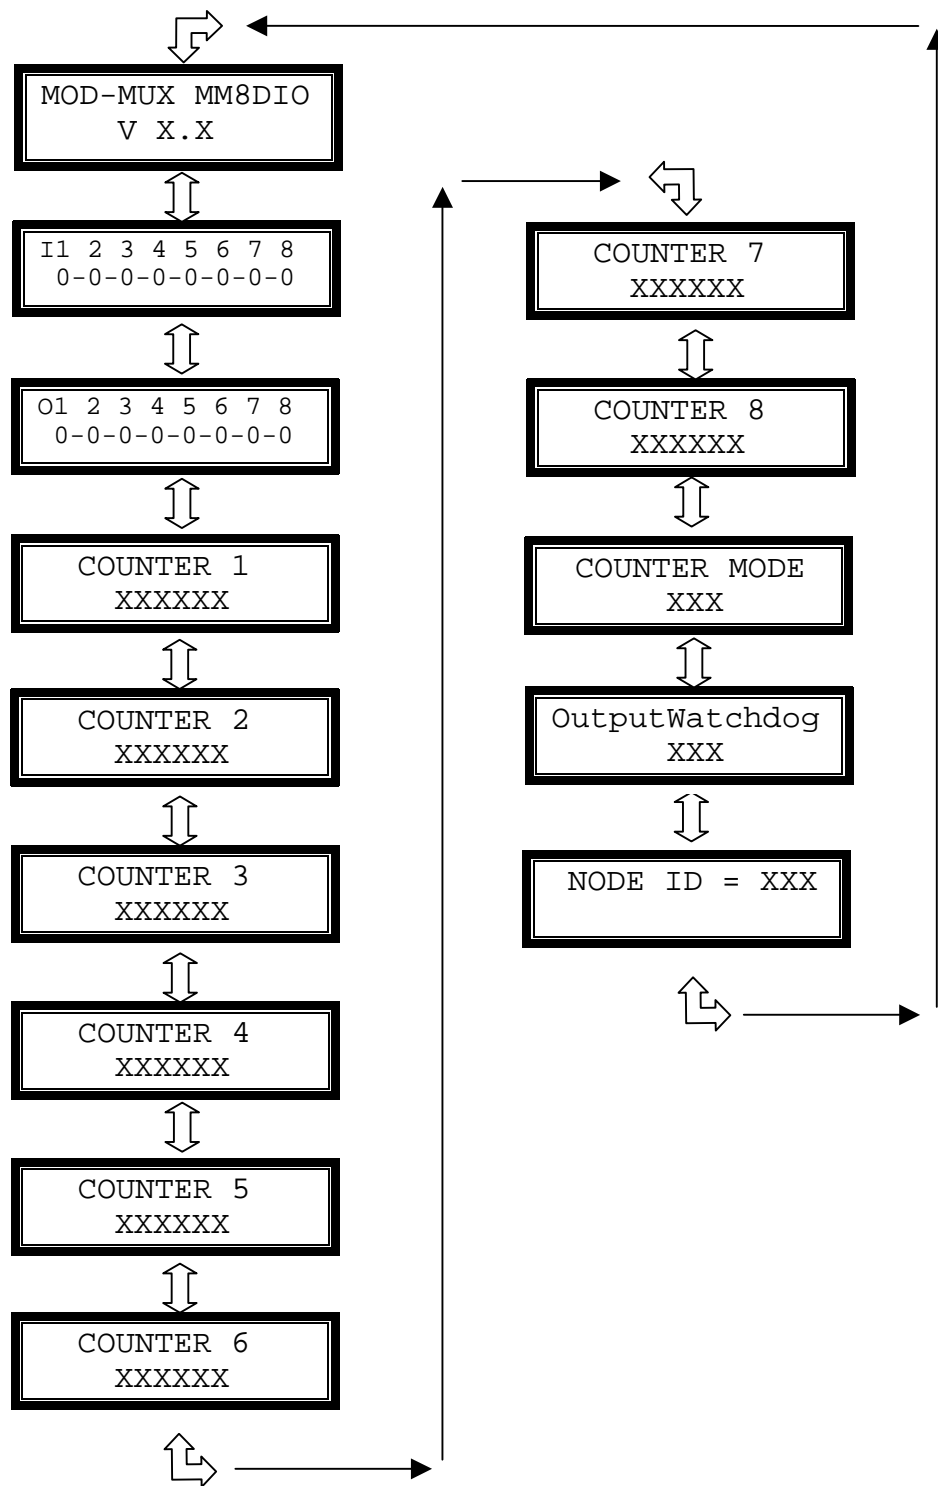 MOD-MUX MM8DIO
V X.X
I1 2 3 4 5 6 7 8
0-0-0-0-0-0-0-0
O1 2 3 4 5 6 7 8
0-0-0-0-0-0-0-0
COUNTER 1
XXXXXX
COUNTER 2
XXXXXX
COUNTER 3
XXXXXX
COUNTER 4
XXXXXX
COUNTER 5
XXXXXX
COUNTER 6
XXXXXX
COUNTER 7
XXXXXX
COUNTER 8
XXXXXX
COUNTER MODE
XXX
OutputWatchdog
XXX
NODE ID = XXX